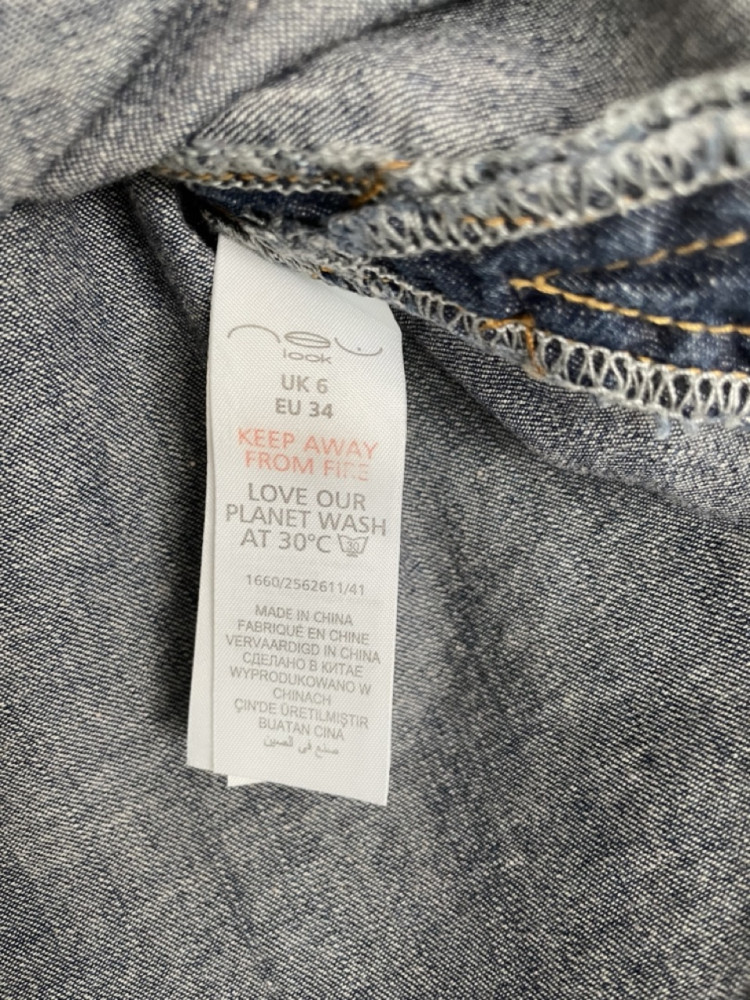 new
look
UK 6
EU 34
KEEP AWAY
FROM FIRE
LOVE OUR
PLANET WASH
AT 30°C 30
1660/2562611/41
MADE IN CHINA
FABRIQUÉ EN CHINE
VERVAARDIGD IN CHINA
СДЕЛАНО В КИТАЕ
WYPRODUKOWANO W
CHINACH
ÇIN'DE ÜRETILMIŞTIR
BUATAN CINA
صنع في الصين